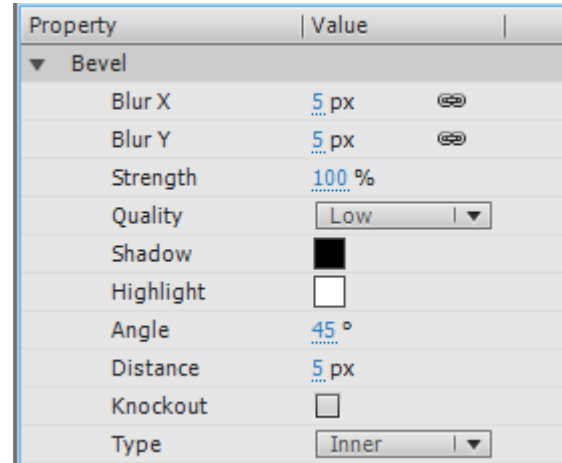 Property Value
Bevel
Blur X 5 px
Blur Y 5 px
Strength 100 %
Quality Low
Shadow
Highlight
Angle 45 °
Distance 5 px
Knockout
Type Inner